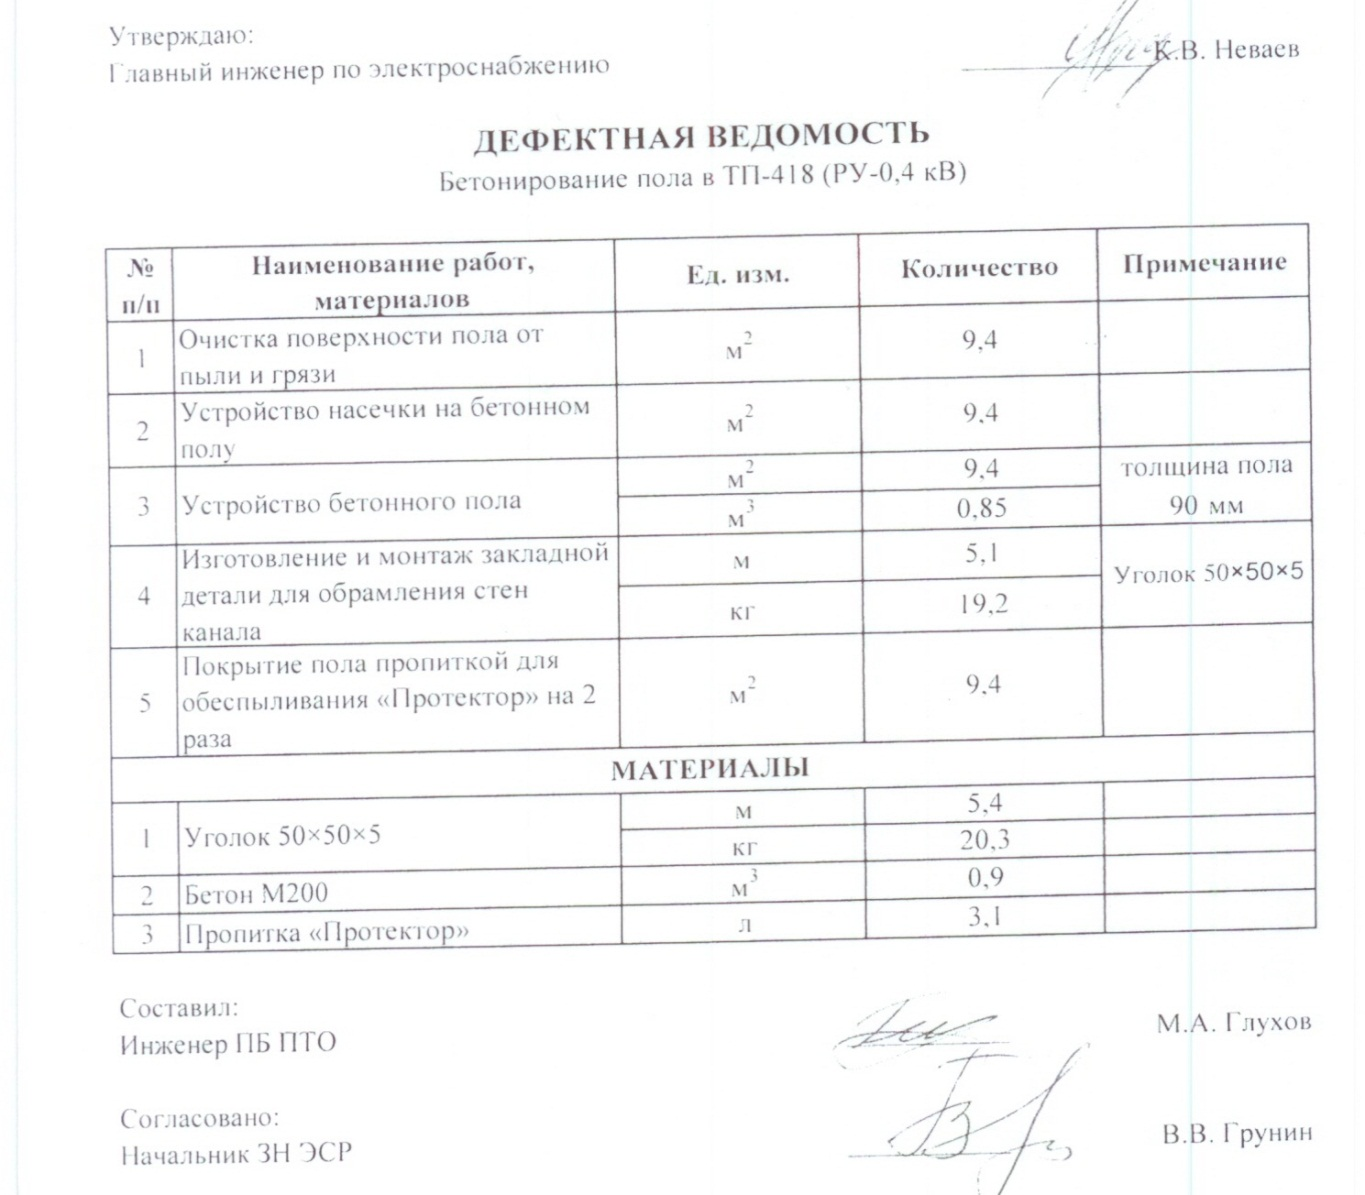 Утверждаю:
Главный инженер по электроснабжению
К.В. Неваев
ДЕФЕКТНАЯ ВЕДОМОСТЬ
Бетонирование пола в ТП-418 (РУ-0,4 кВ)
№ п/п Наименование работ, материалов Ед. изм. Количество Примечание
1 Очистка поверхности пола от пыли и грязи м² 9,4
2 Устройство насечки на бетонном полу м² 9,4
3 Устройство бетонного пола м² 9,4 толщина пола 90 мм
м³ 0,85
4 Изготовление и монтаж закладной детали для обрамления стен канала м 5,1 Уголок 50×50×5
кг 19,2
5 Покрытие пола пропиткой для обеспыливания «Протектор» на 2 раза м² 9,4
МАТЕРИАЛЫ
1 Уголок 50×50×5 м 5,4
кг 20,3
2 Бетон М200 м³ 0,9
3 Пропитка «Протектор» л 3,1
Составил:
Инженер ПБ ПТО
М.А. Глухов
Согласовано:
Начальник ЗН ЭСР
В.В. Грунин